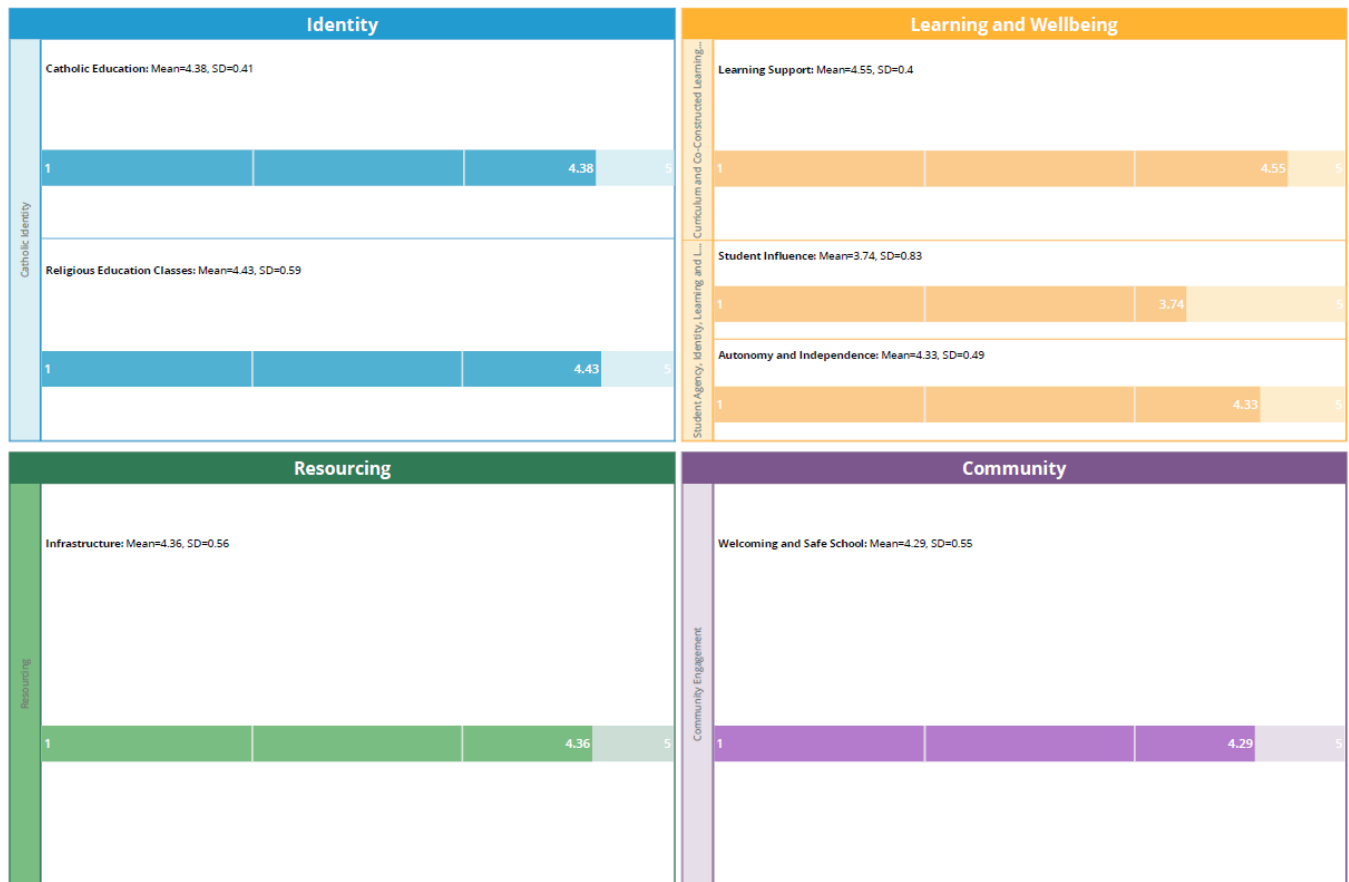 Identity
Catholic Identity
Catholic Education: Mean=4.38, SD=0.41
1 4.38 5
Religious Education Classes: Mean=4.43, SD=0.59
1 4.43 5
Learning and Wellbeing
Curriculum and Co-Constructed Learning...
Learning Support: Mean=4.55, SD=0.4
1 4.55 5
Student Agency, Identity, Learning and L...
Student Influence: Mean=3.74, SD=0.83
1 3.74 5
Autonomy and Independence: Mean=4.33, SD=0.49
1 4.33 5
Resourcing
Resourcing
Infrastructure: Mean=4.36, SD=0.56
1 4.36 5
Community
Community Engagement
Welcoming and Safe School: Mean=4.29, SD=0.55
1 4.29 5